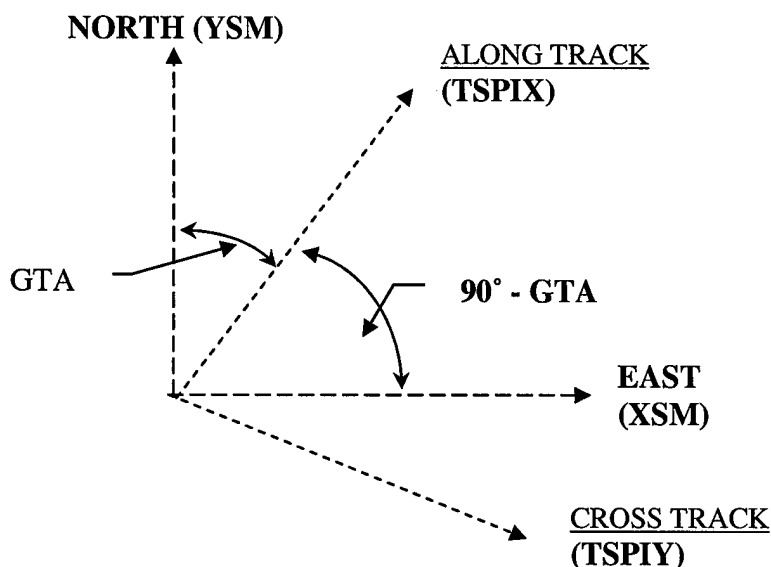 NORTH (YSM)
ALONG TRACK
(TSPIX)
GTA
90° - GTA
EAST
(XSM)
CROSS TRACK
(TSPIY)